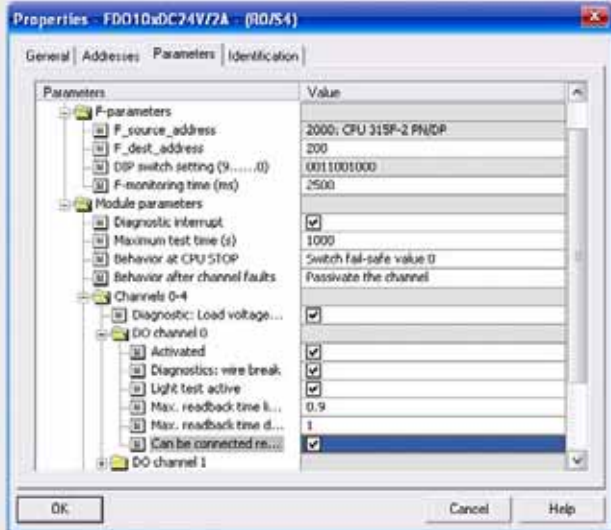 Properties - FDO10xDC24V/2A - (R0/S4)
General Addresses Parameters Identification
Parameters Value
F-parameters
F_source_address 2000: CPU 315F-2 PN/DP
F_dest_address 200
DIP switch setting (9......0) 0011001000
F-monitoring time (ms) 2500
Module parameters
Diagnostic interrupt
Maximum test time (s) 1000
Behavior at CPU STOP Switch fail-safe value 0
Behavior after channel faults Passivate the channel
Channels 0-4
Diagnostic: Load voltage...
DO channel 0
Activated
Diagnostics: wire break
Light test active
Max. readback time li... 0.9
Max. readback time d... 1
Can be connected re...
DO channel 1
OK Cancel Help